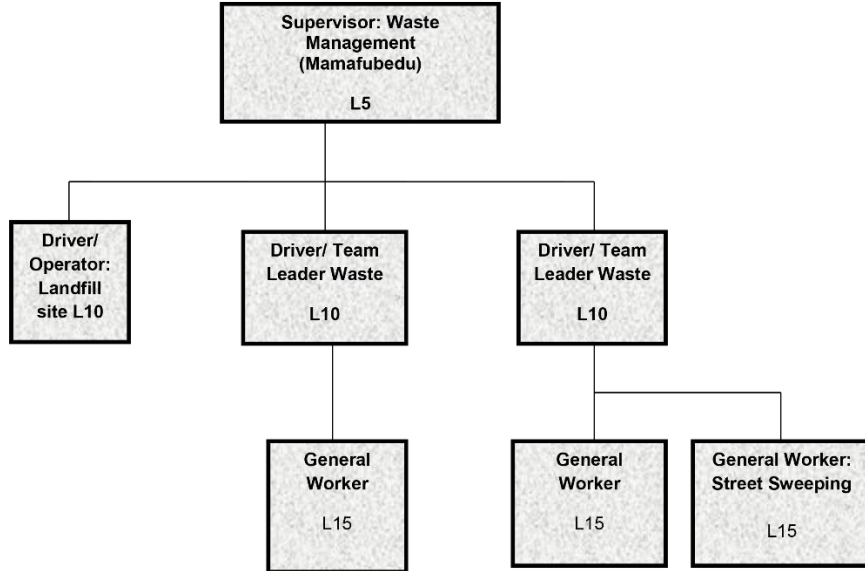 Supervisor: Waste
Management
(Mamafubedu)
L5
Driver/
Operator:
Landfill
site L10
Driver/ Team
Leader Waste
L10
Driver/ Team
Leader Waste
L10
General
Worker
L15
General
Worker
L15
General Worker:
Street Sweeping
L15